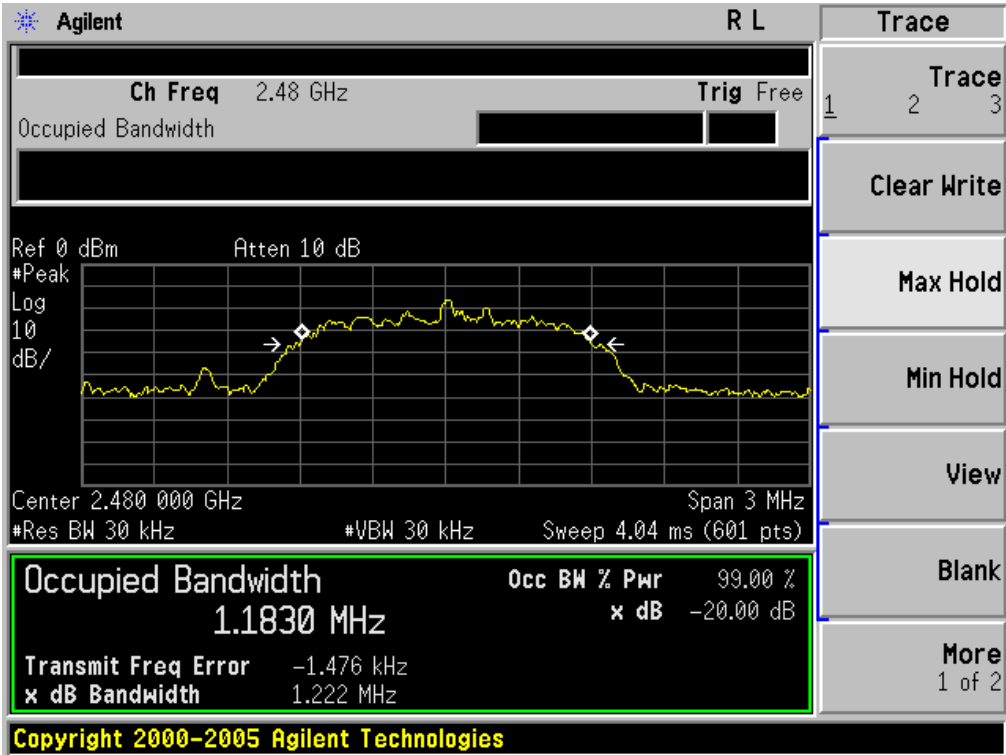 Agilent R L Trace
Ch Freq 2.48 GHz Trig Free
Occupied Bandwidth
Trace
1 2 3
Clear Write
Max Hold
Min Hold
View
Blank
More
1 of 2
Ref 0 dBm Atten 10 dB
#Peak
Log
10
dB/
Center 2.480 000 GHz Span 3 MHz
#Res BW 30 kHz #VBW 30 kHz Sweep 4.04 ms (601 pts)
Occupied Bandwidth Occ BW % Pwr 99.00 %
1.1830 MHz x dB -20.00 dB
Transmit Freq Error -1.476 kHz
x dB Bandwidth 1.222 MHz
Copyright 2000-2005 Agilent Technologies